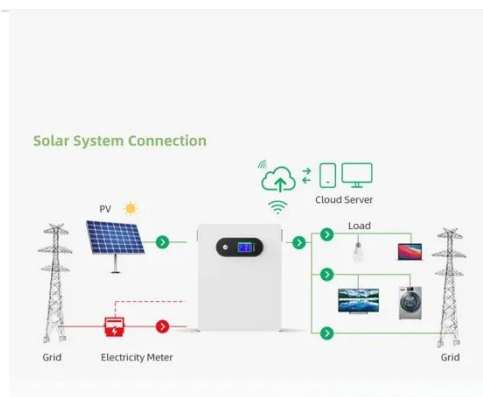 Solar System Connection
Cloud Server
PV
Load
Grid
Electricity Meter
Grid